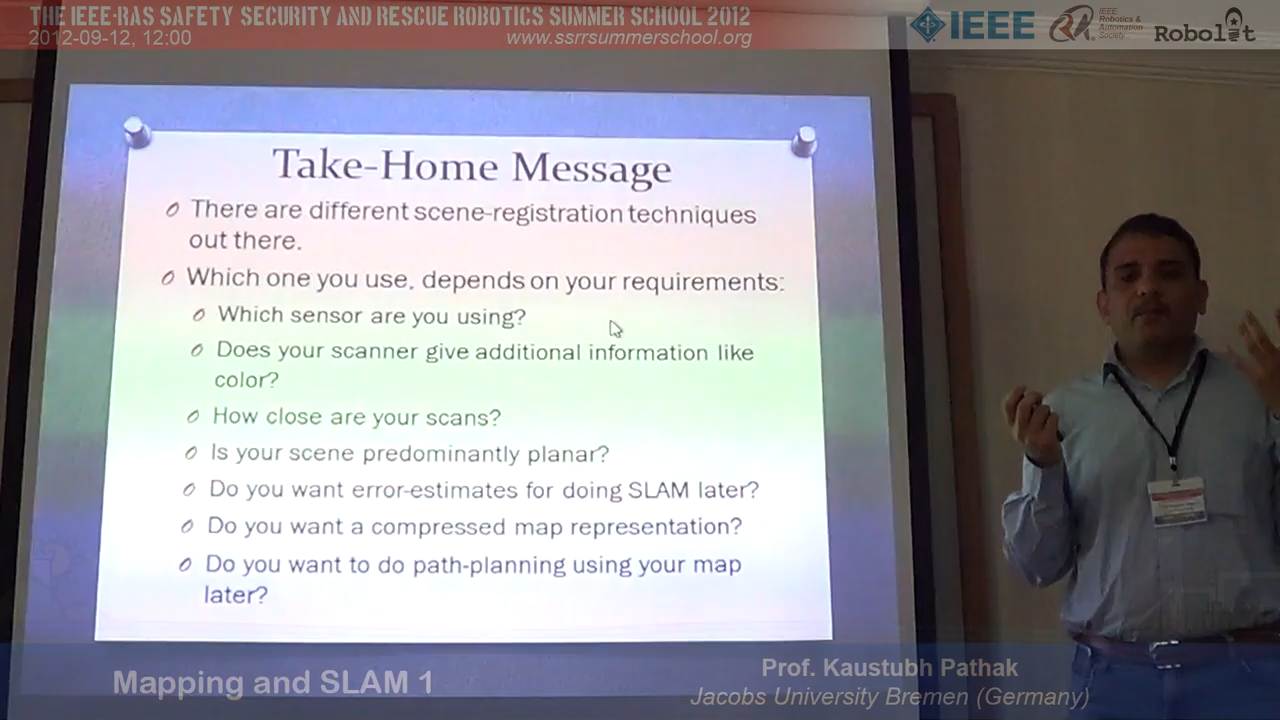 THE IEEE-RAS SAFETY SECURITY AND RESCUE ROBOTICS SUMMER SCHOOL 2012
2012-09-12, 12:00
www.ssrrsummerschool.org
IEEE
IEEE
Robotics &
Automation
Society
Robolit
Take-Home Message
There are different scene-registration techniques
out there.
Which one you use, depends on your requirements:
Which sensor are you using?
Does your scanner give additional information like
color?
How close are your scans?
Is your scene predominantly planar?
Do you want error-estimates for doing SLAM later?
Do you want a compressed map representation?
Do you want to do path-planning using your map
later?
Mapping and SLAM 1
Prof. Kaustubh Pathak
Jacobs University Bremen (Germany)